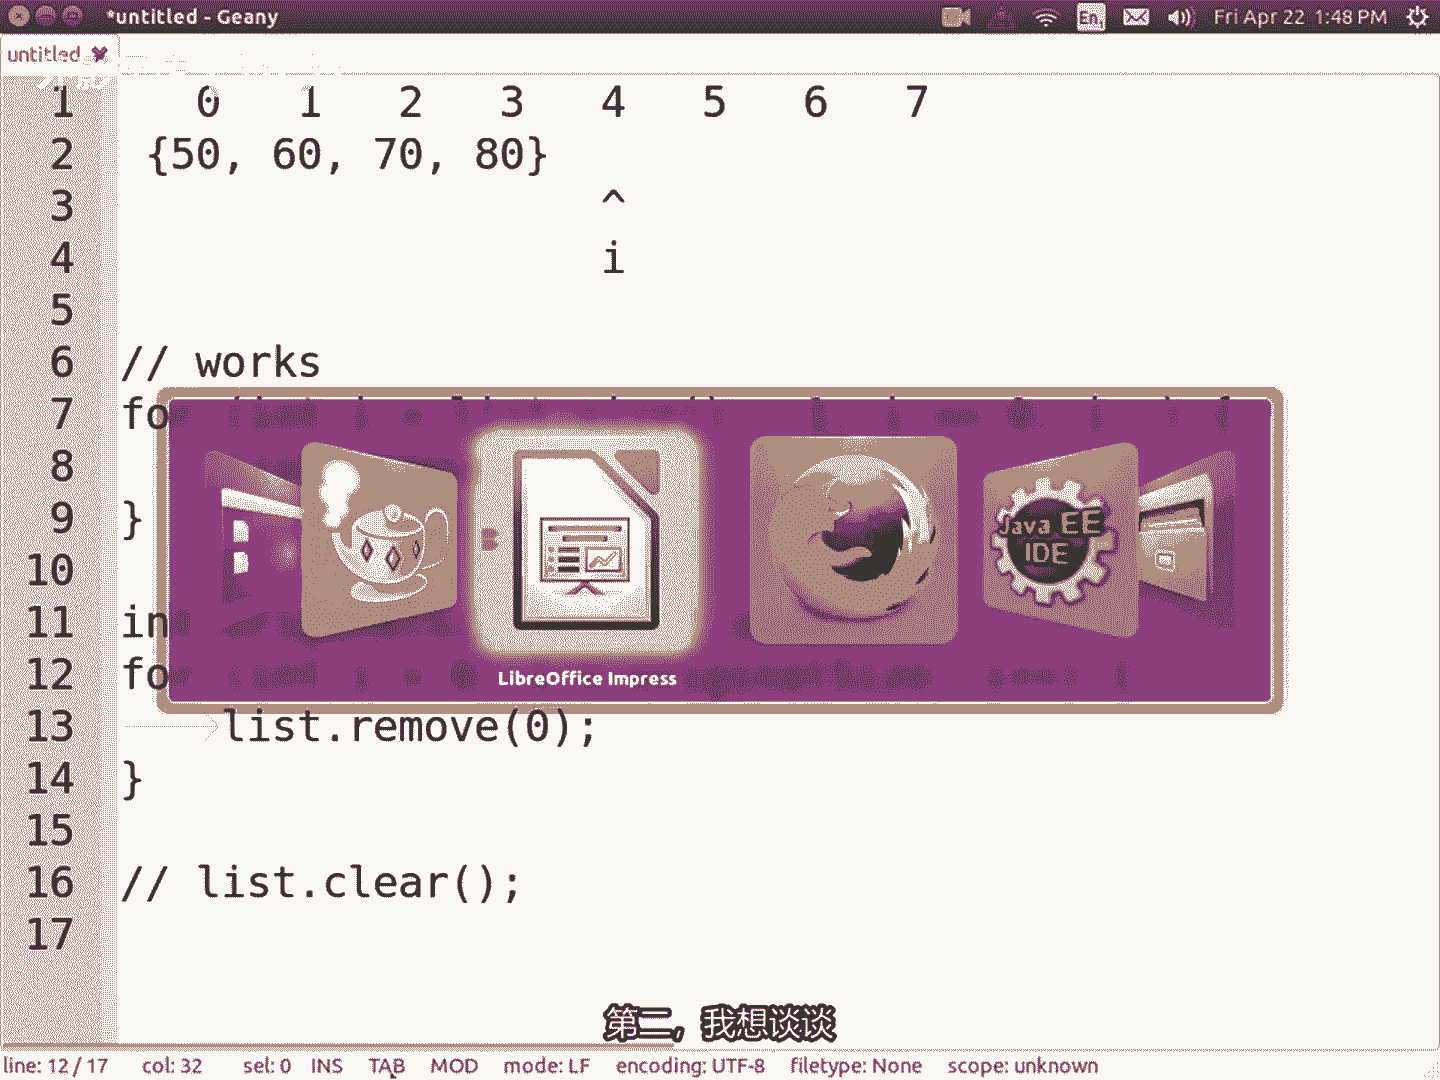 *untitled - Geany
En
Fri Apr 22 1:48 PM
untitled
1 0 1 2 3 4 5 6 7
2 {50, 60, 70, 80}
3 ^
4 i
5
6 // works
7 for
8
9 }
10
11 in
12 fo
13 list.remove(0);
14 }
15
16 // list.clear();
17
Java EE
IDE
LibreOffice Impress
第二，我想谈谈
line: 12 / 17 col: 32 sel: 0 INS TAB MOD mode: LF encoding: UTF-8 filetype: None scope: unknown